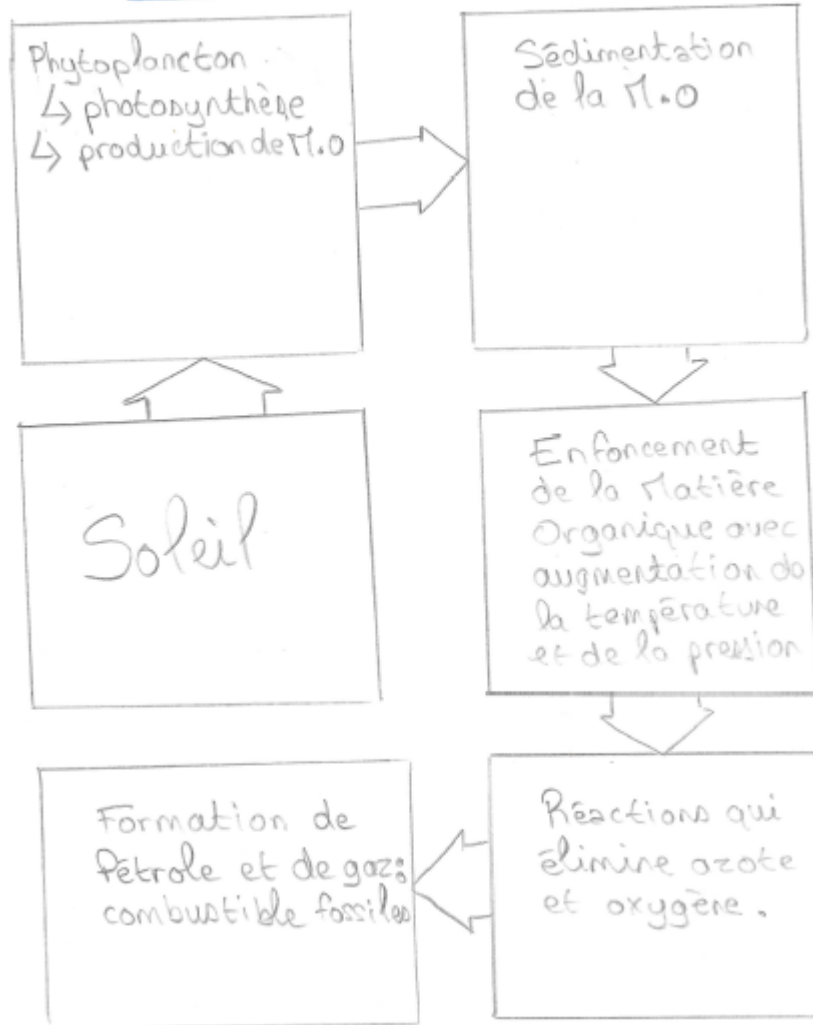 Phytoplancton
↳ photosynthèse
↳ production de M.O
Sédimentation
de la M.O
Soleil
Enfoncement
de la Matière
Organique avec
augmentation de
la température
et de la pression
Réactions qui
élimine azote
et oxygène.
Formation de
Pétrole et de gaz:
combustible fossiles